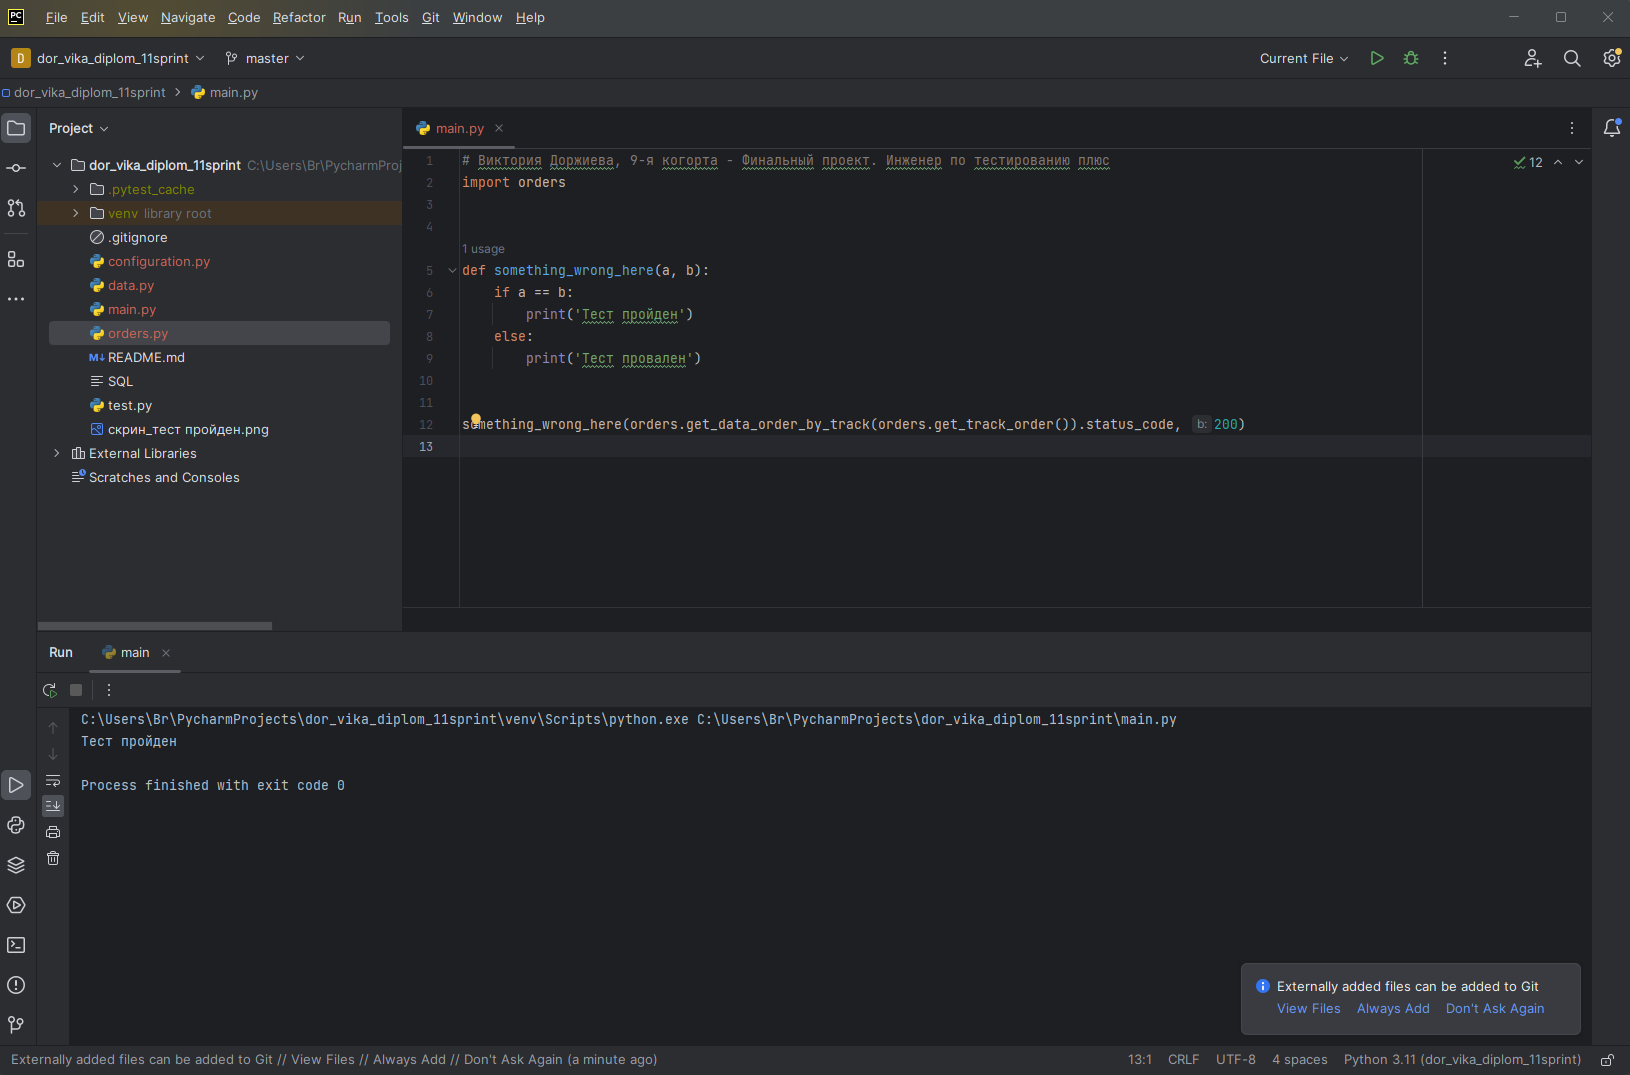 PC File Edit View Navigate Code Refactor Run Tools Git Window Help
D dor_vika_diplom_11sprint master Current File
dor_vika_diplom_11sprint main.py
Project
dor_vika_diplom_11sprint C:\Users\Br\PycharmProj
.pytest_cache
venv library root
.gitignore
configuration.py
data.py
main.py
orders.py
M↓ README.md
SQL
test.py
скрин_тест пройден.png
External Libraries
Scratches and Consoles
main.py
12
1 # Виктория Доржиева, 9-я когорта - Финальный проект. Инженер по тестированию плюс
2 import orders
3
4
1 usage
5 def something_wrong_here(a, b):
6 if a == b:
7 print('Тест пройден')
8 else:
9 print('Тест провален')
10
11
12 something_wrong_here(orders.get_data_order_by_track(orders.get_track_order()).status_code, b: 200)
13
Run main
C:\Users\Br\PycharmProjects\dor_vika_diplom_11sprint\venv\Scripts\python.exe C:\Users\Br\PycharmProjects\dor_vika_diplom_11sprint\main.py
Тест пройден
Process finished with exit code 0
Externally added files can be added to Git
View Files Always Add Don't Ask Again
Externally added files can be added to Git // View Files // Always Add // Don't Ask Again (a minute ago) 13:1 CRLF UTF-8 4 spaces Python 3.11 (dor_vika_diplom_11sprint)